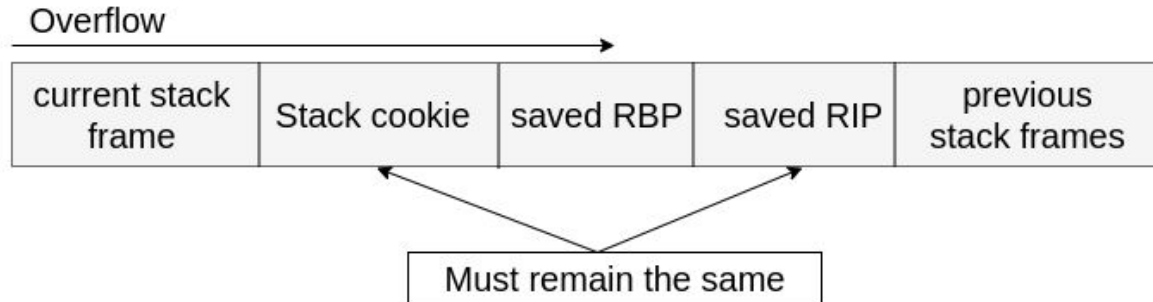 Overflow
current stack
frame
Stack cookie
saved RBP
saved RIP
previous
stack frames
Must remain the same